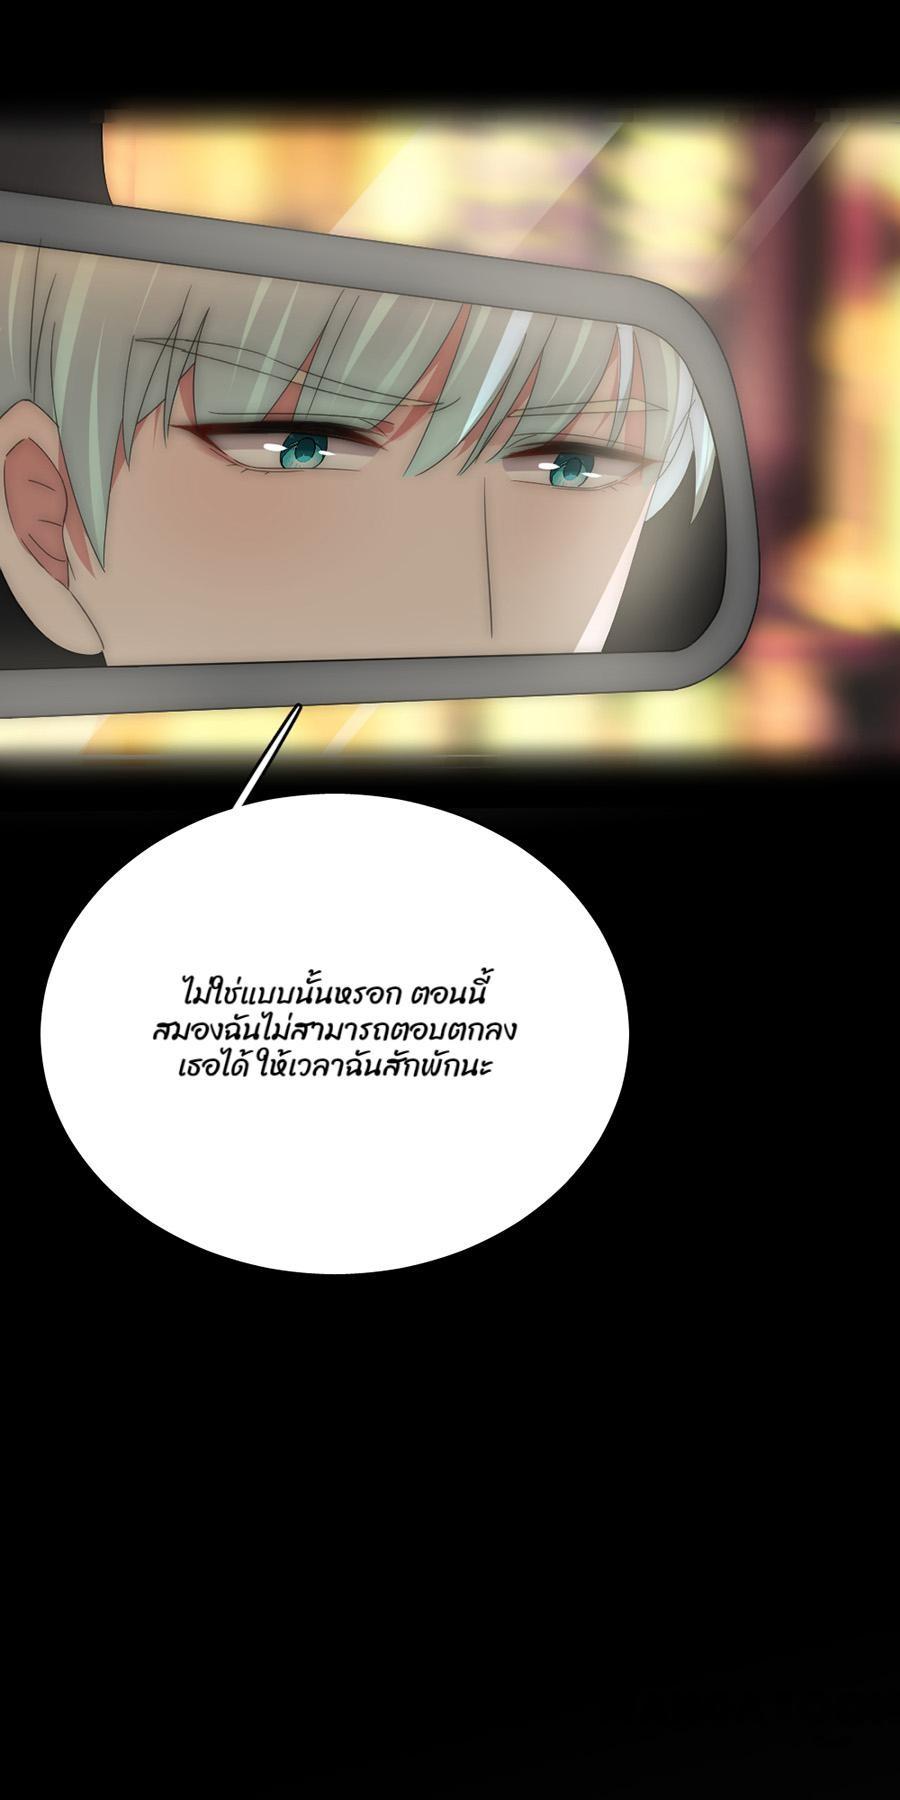 ไม่ใช่แบบนั้นหรอก ตอนนี้
สมองฉันไม่สามารถตอบตกลง
เธอได้ ให้เวลาฉันสักพักนะ